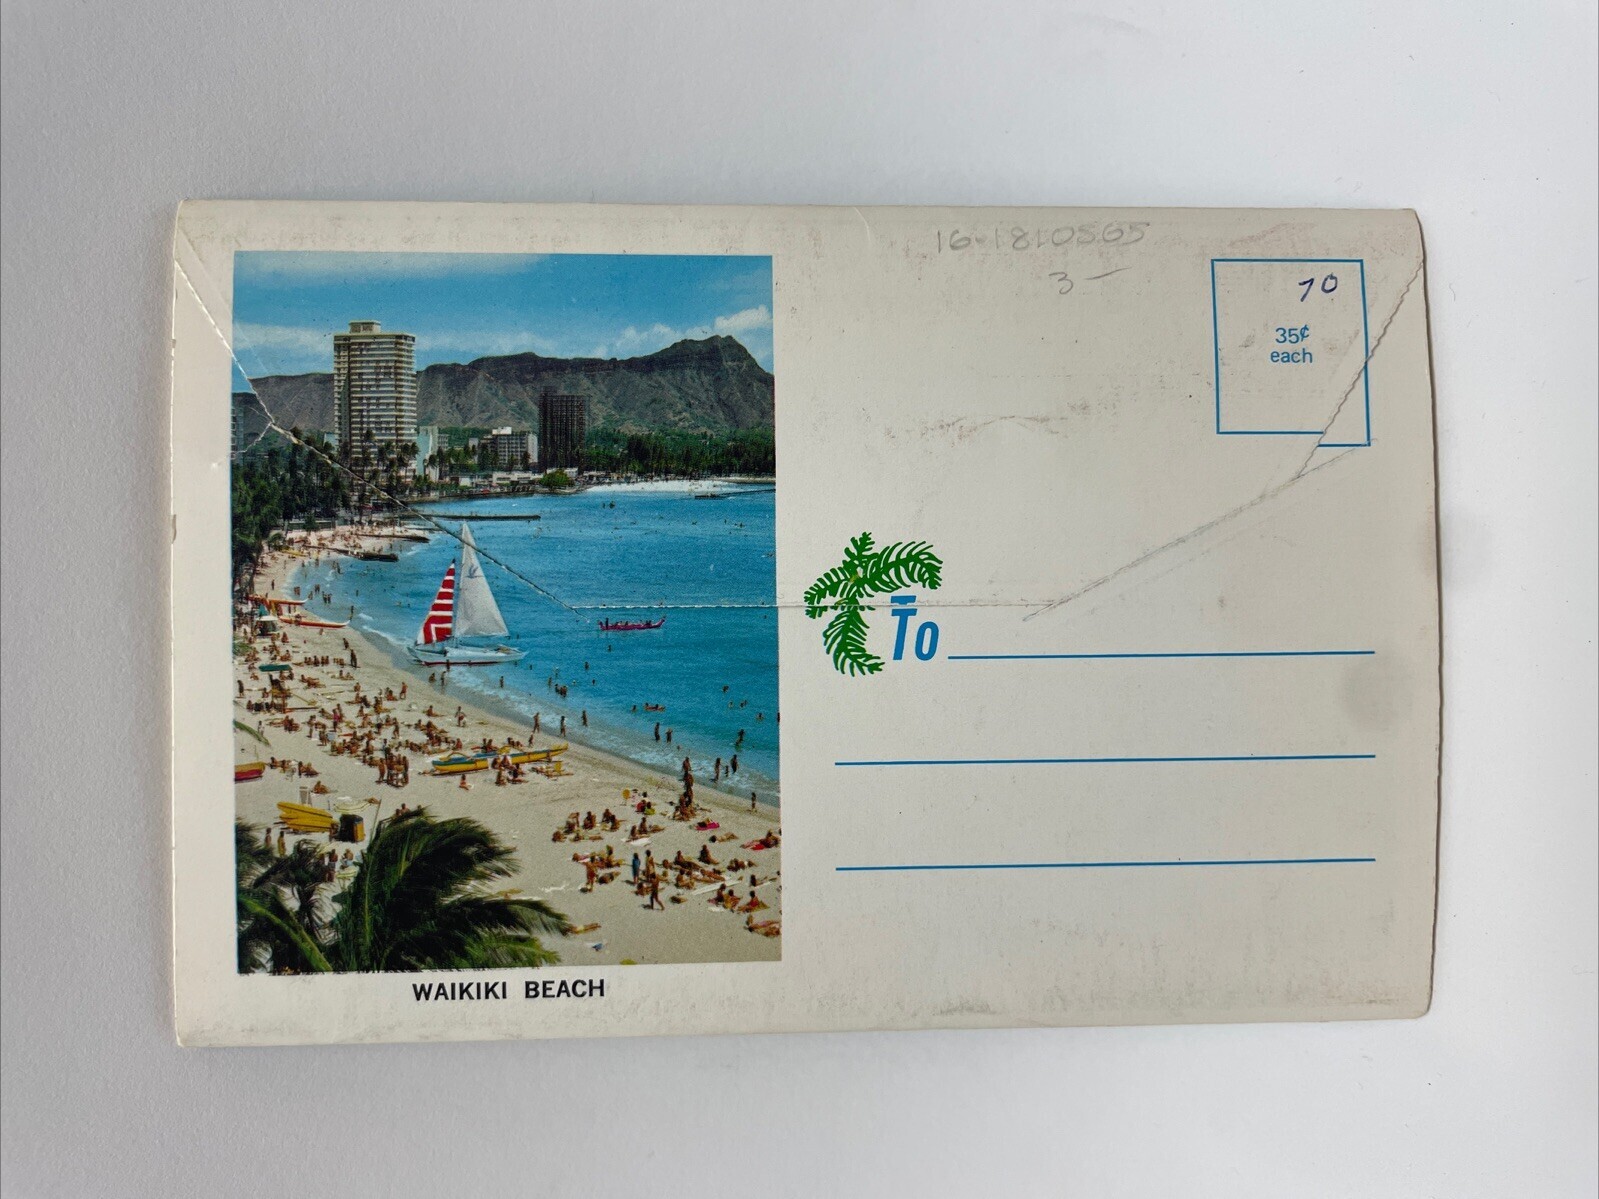 16-1810565
3 —
70
35¢
each
To
WAIKIKI BEACH